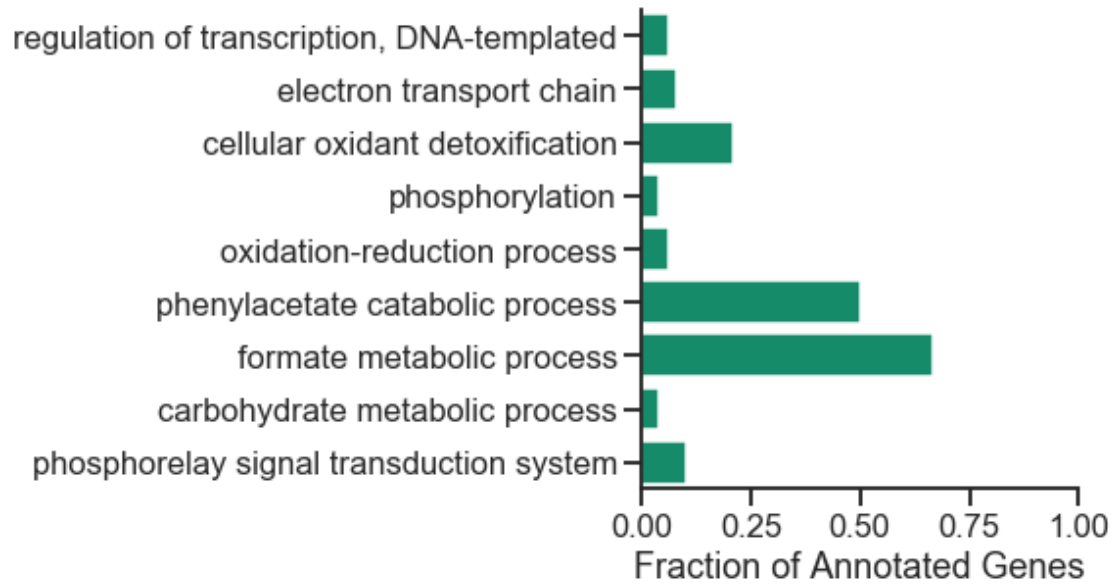 regulation of transcription, DNA-templated
electron transport chain
cellular oxidant detoxification
phosphorylation
oxidation-reduction process
phenylacetate catabolic process
formate metabolic process
carbohydrate metabolic process
phosphorelay signal transduction system
0.00 0.25 0.50 0.75 1.00
Fraction of Annotated Genes